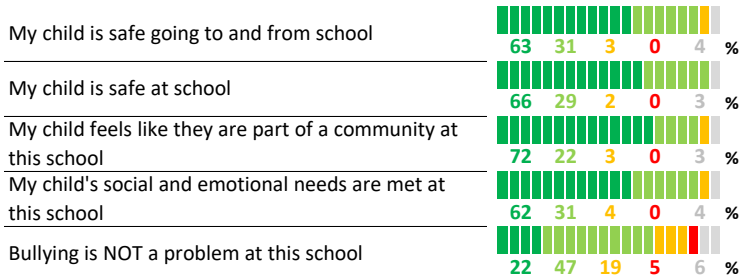 My child is safe going to and from school
63 31 3 0 4 %
My child is safe at school
66 29 2 0 3 %
My child feels like they are part of a community at
this school
72 22 3 0 3 %
My child's social and emotional needs are met at
this school
62 31 4 0 4 %
Bullying is NOT a problem at this school
22 47 19 5 6 %